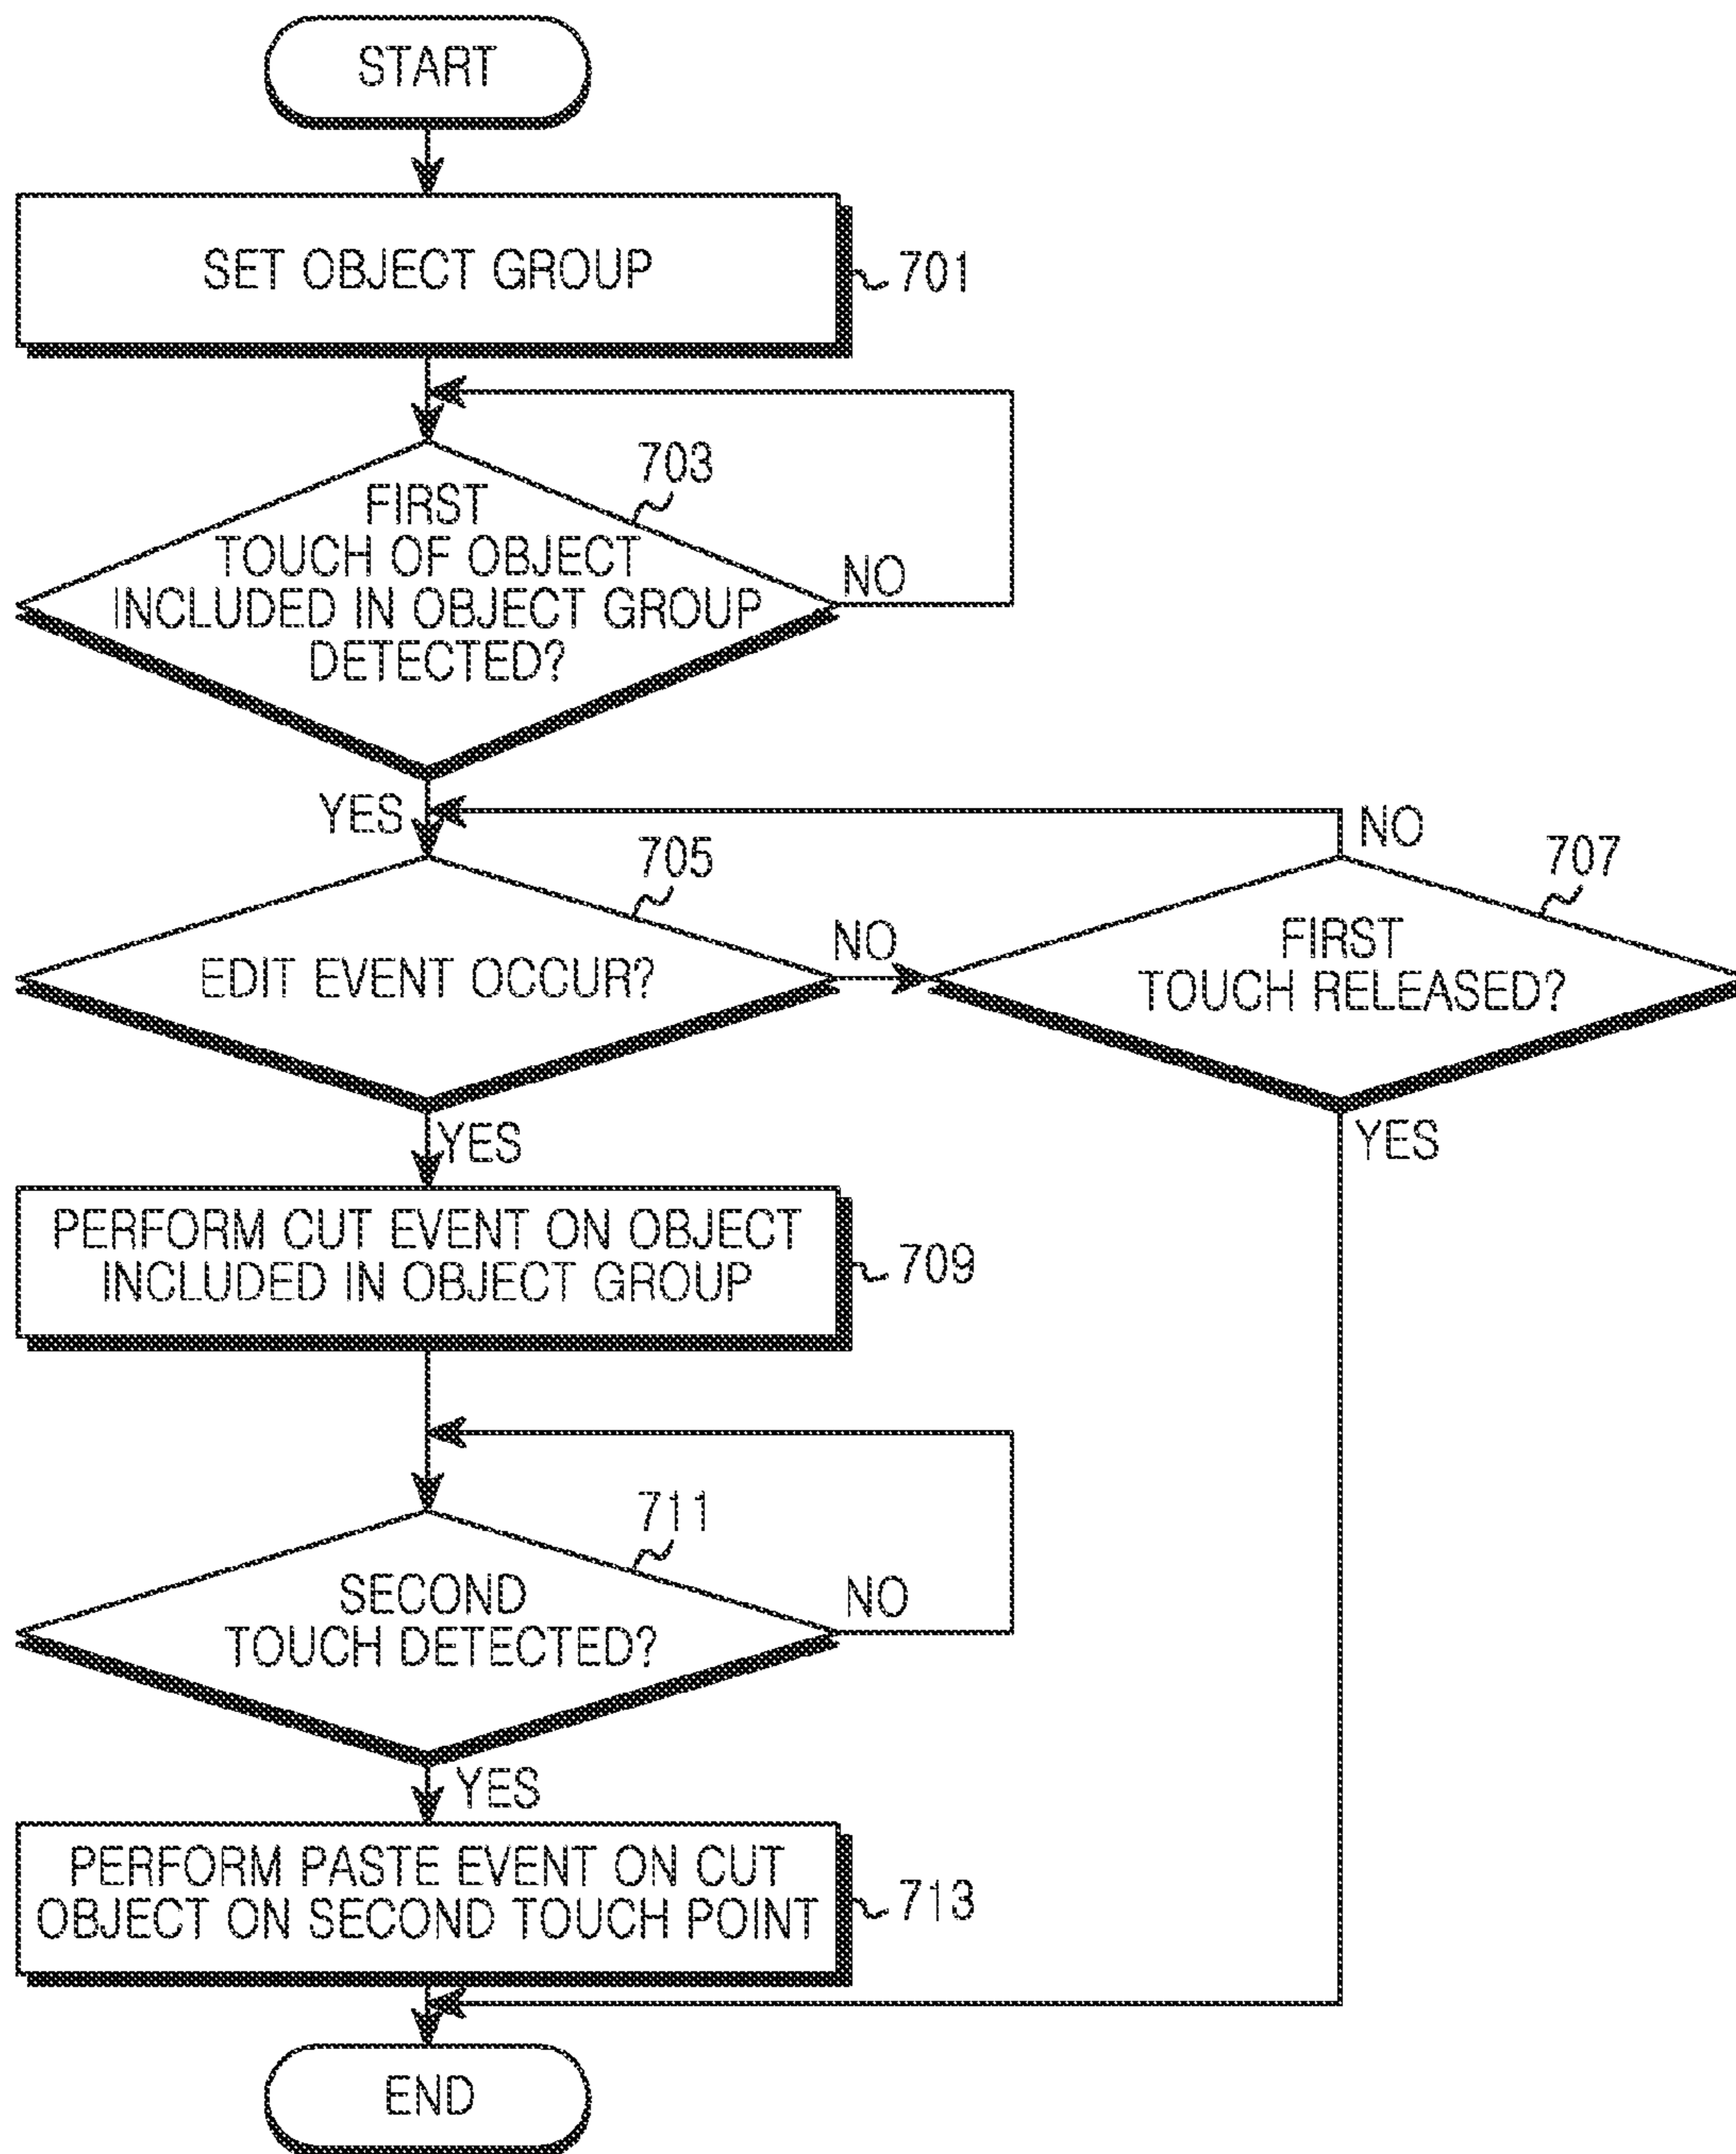 START
SET OBJECT GROUP
701
703
FIRST
TOUCH OF OBJECT
INCLUDED IN OBJECT GROUP
DETECTED?
NO
YES
NO
705
707
EDIT EVENT OCCUR?
NO
FIRST
TOUCH RELEASED?
YES
YES
PERFORM CUT EVENT ON OBJECT
INCLUDED IN OBJECT GROUP
709
711
SECOND
TOUCH DETECTED?
NO
YES
PERFORM PASTE EVENT ON CUT
OBJECT ON SECOND TOUCH POINT
713
END